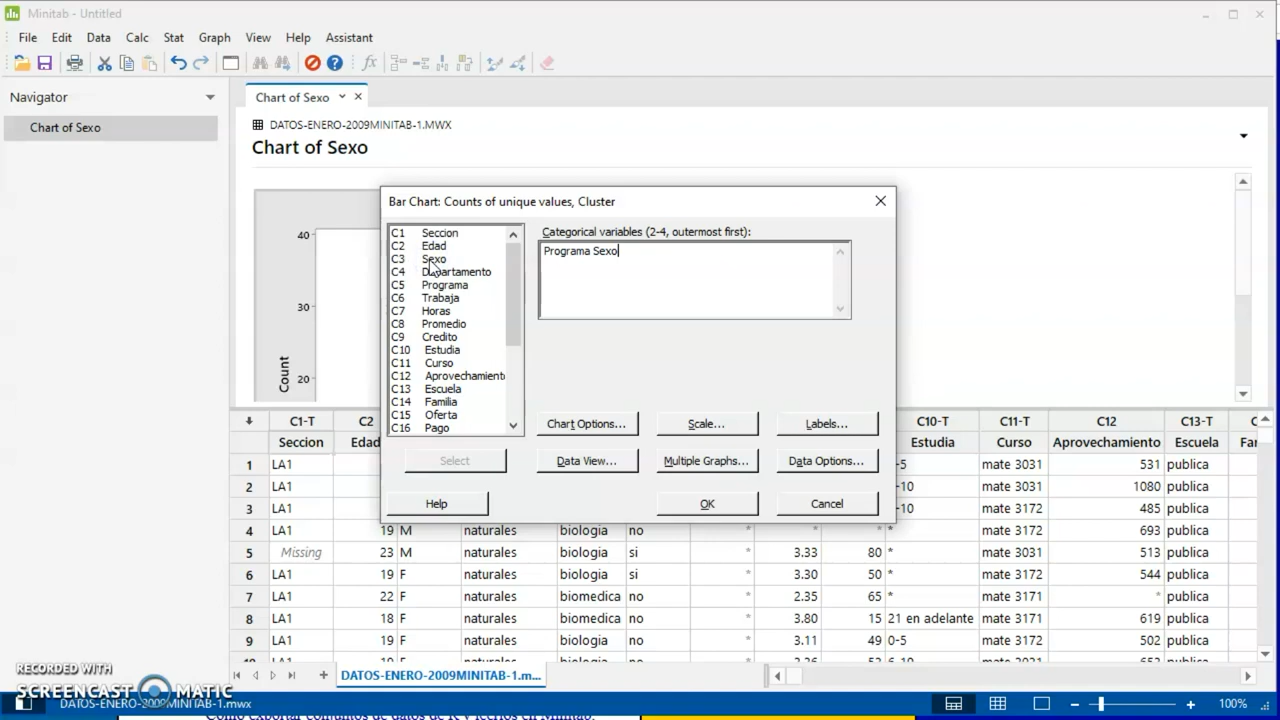 Minitab - Untitled
File Edit Data Calc Stat Graph View Help Assistant
Navigator
Chart of Sexo
Chart of Sexo
DATOS-ENERO-2009MINITAB-1.MWX
Chart of Sexo
40
30
20
Count
Bar Chart: Counts of unique values, Cluster
C1 Seccion
C2 Edad
C3 Sexo
C4 Departamento
C5 Programa
C6 Trabaja
C7 Horas
C8 Promedio
C9 Credito
C10 Estudia
C11 Curso
C12 Aprovechamiento
C13 Escuela
C14 Familia
C15 Oferta
C16 Pago
Categorical variables (2-4, outermost first):
Programa Sexo
Select
Chart Options... Scale... Labels...
Data View... Multiple Graphs... Data Options...
Help OK Cancel
C1-T C2 C10-T C11-T C12 C13-T
Seccion Edad Estudia Curso Aprovechamiento Escuela
1 LA1 -5 mate 3031 531 publica
2 LA1 -10 mate 3031 1080 publica
3 LA1 -10 mate 3172 485 publica
4 LA1 19 M naturales biologia no * * * * mate 3172 693 publica
5 Missing 23 M naturales biologia si * 3.33 80 * mate 3031 513 publica
6 LA1 19 F naturales biologia si * 3.30 50 * mate 3172 544 publica
7 LA1 22 F naturales biomedica no * 2.35 65 * mate 3171 * publica
8 LA1 18 F naturales biomedica no * 3.80 15 21 en adelante mate 3171 619 publica
9 LA1 19 F naturales biologia no * 3.11 49 0-5 mate 3172 502 publica
DATOS-ENERO-2009MINITAB-1.m...
RECORDED WITH
SCREENCAST MATIC
DATOS-ENERO-2009MINITAB-1.mwx
100%
Como exportar conjuntos de datos de R y leerlos en Minitab.